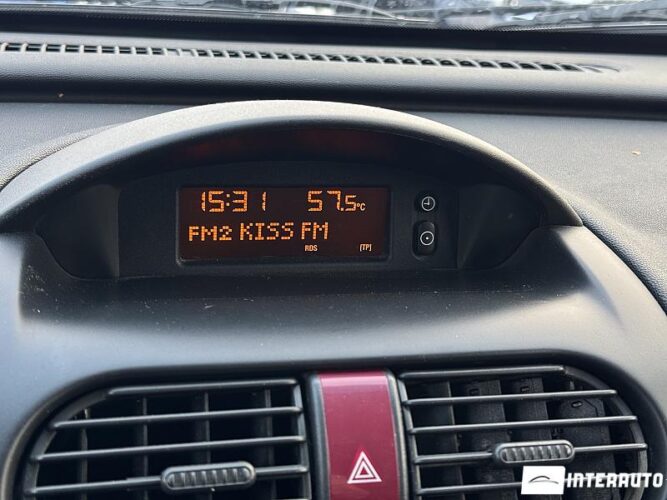 15:31 57.5°C
FM2 KISS FM
RDS [TP]
INTERAUTO